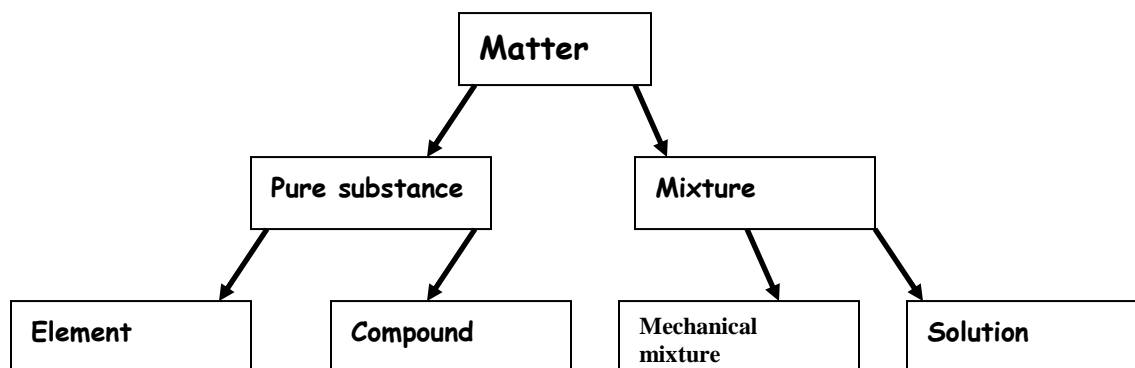 Matter
Pure substance
Mixture
Element
Compound
Mechanical
mixture
Solution